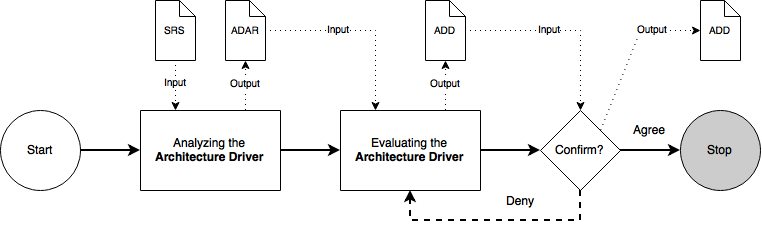 SRS
ADAR
Input
ADD
Input
Output
ADD
Input
Output
Output
Start
Analyzing the
Architecture Driver
Evaluating the
Architecture Driver
Confirm?
Agree
Stop
Deny